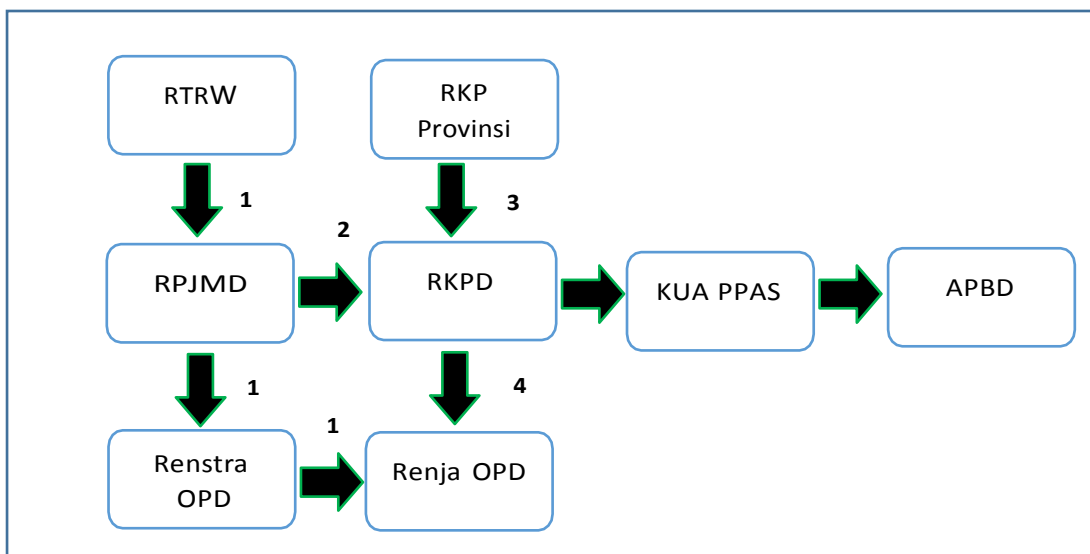 RTRW
RKP
Provinsi
1
3
2
RPJMD
RKPD
KUA PPAS
APBD
1
4
1
Renstra
OPD
Renja OPD